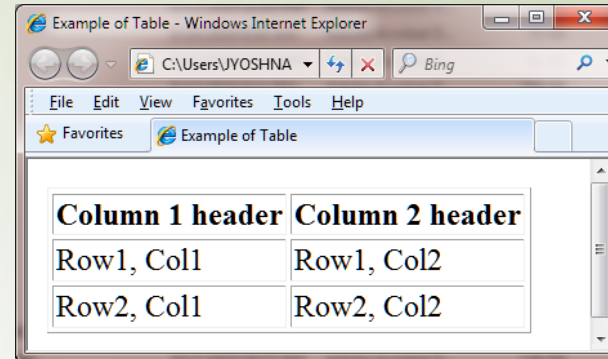 Example of Table - Windows Internet Explorer
C:\Users\JYOSHNA
Bing
File Edit View Favorites Tools Help
Favorites Example of Table
Column 1 header Column 2 header
Row1, Col1 Row1, Col2
Row2, Col1 Row2, Col2